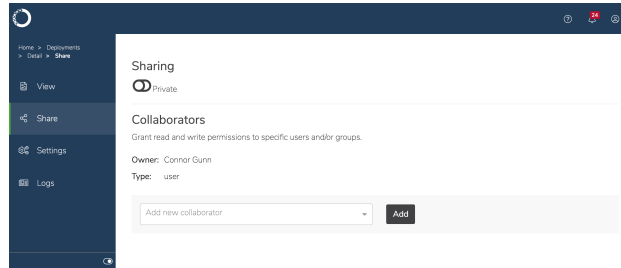 24
Home > Deployments
> Detail > Share
View
Share
Settings
Logs
Sharing
Private
Collaborators
Grant read and write permissions to specific users and/or groups.
Owner: Connor Gunn
Type: user
Add new collaborator
Add